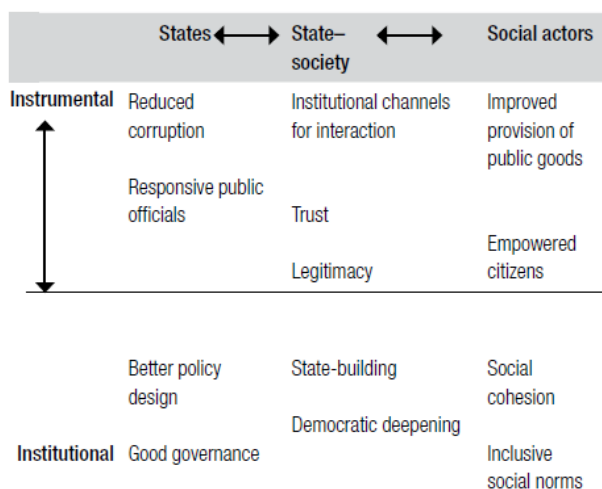 States State– Social actors
society
Instrumental Reduced Institutional channels Improved
corruption for interaction provision of
public goods
Responsive public
officials Trust
Empowered
Legitimacy citizens
Better policy State-building Social
design cohesion
Democratic deepening
Institutional Good governance Inclusive
social norms